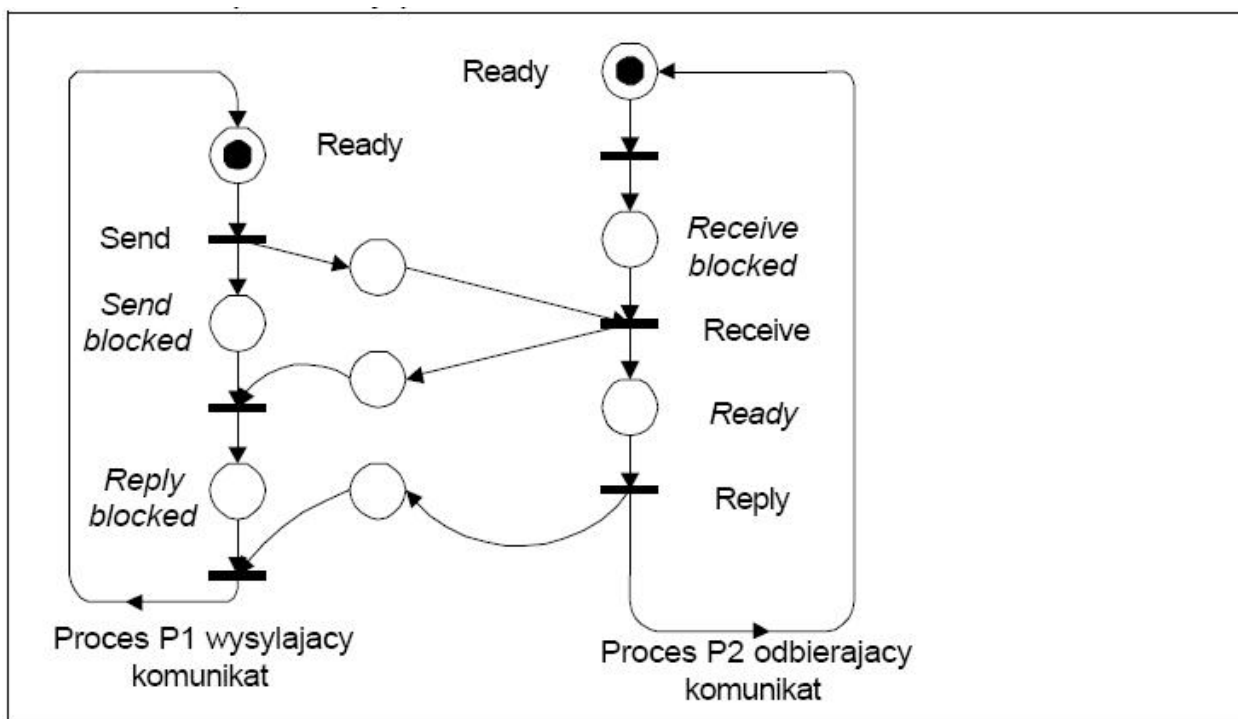 Ready
Ready
Send
Receive
blocked
Send
blocked
Receive
Ready
Reply
blocked
Reply
Proces P1 wysylajacy
komunikat
Proces P2 odbierajacy
komunikat